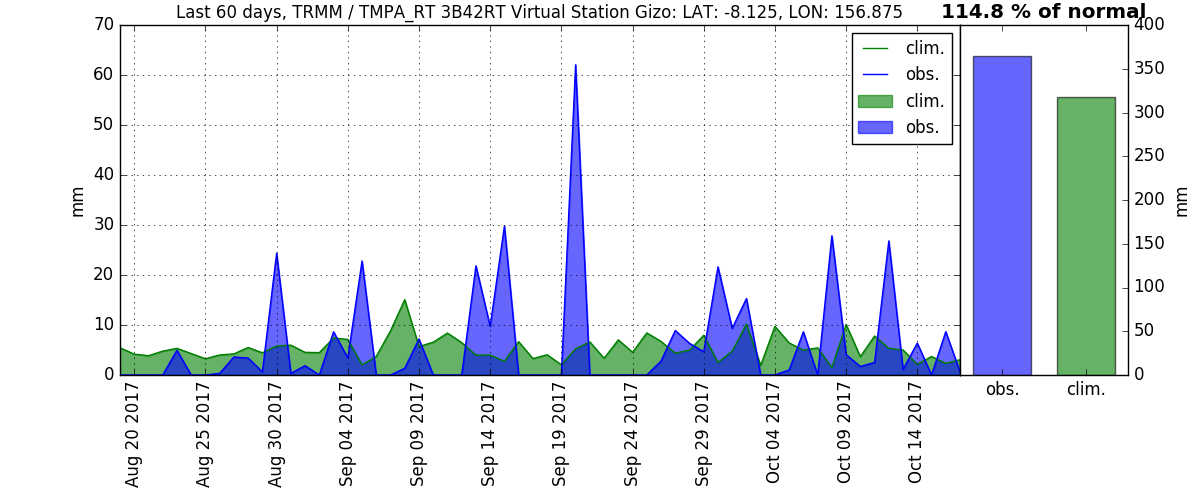 Last 60 days, TRMM / TMPA_RT 3B42RT Virtual Station Gizo: LAT: -8.125, LON: 156.875
114.8 % of normal
70
60
50
40
30
20
10
0
mm
clim.
obs.
clim.
obs.
400
350
300
250
200
150
100
50
0
mm
Aug 20 2017
Aug 25 2017
Aug 30 2017
Sep 04 2017
Sep 09 2017
Sep 14 2017
Sep 19 2017
Sep 24 2017
Sep 29 2017
Oct 04 2017
Oct 09 2017
Oct 14 2017
obs.
clim.